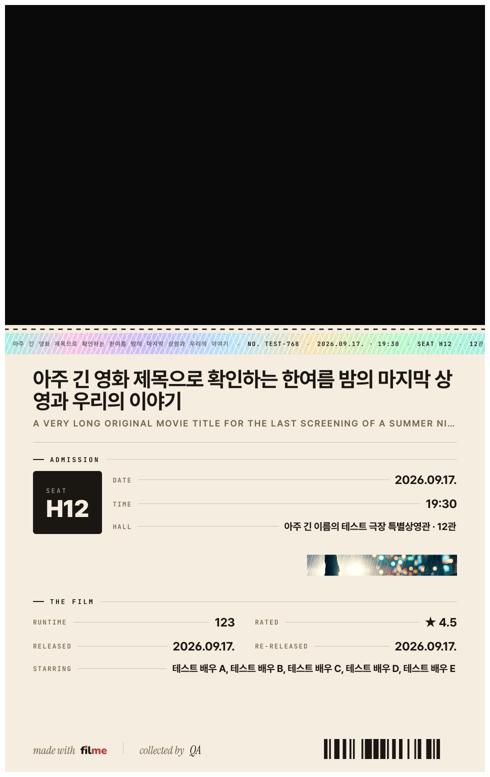 아주 긴 영화 제목으로 확인하는 한여름 밤의 마지막 상영과 우리의 이야기 NO. TEST-768 2026.09.17. · 19:30 SEAT H12 12관
아주 긴 영화 제목으로 확인하는 한여름 밤의 마지막 상
영과 우리의 이야기
A VERY LONG ORIGINAL MOVIE TITLE FOR THE LAST SCREENING OF A SUMMER NI...
ADMISSION
SEAT
H12
DATE 2026.09.17.
TIME 19:30
HALL 아주 긴 이름의 테스트 극장 특별상영관 · 12관
THE FILM
RUNTIME 123 RATED ★ 4.5
RELEASED 2026.09.17. RE-RELEASED 2026.09.17.
STARRING 테스트 배우 A, 테스트 배우 B, 테스트 배우 C, 테스트 배우 D, 테스트 배우 E
made with filme collected by QA